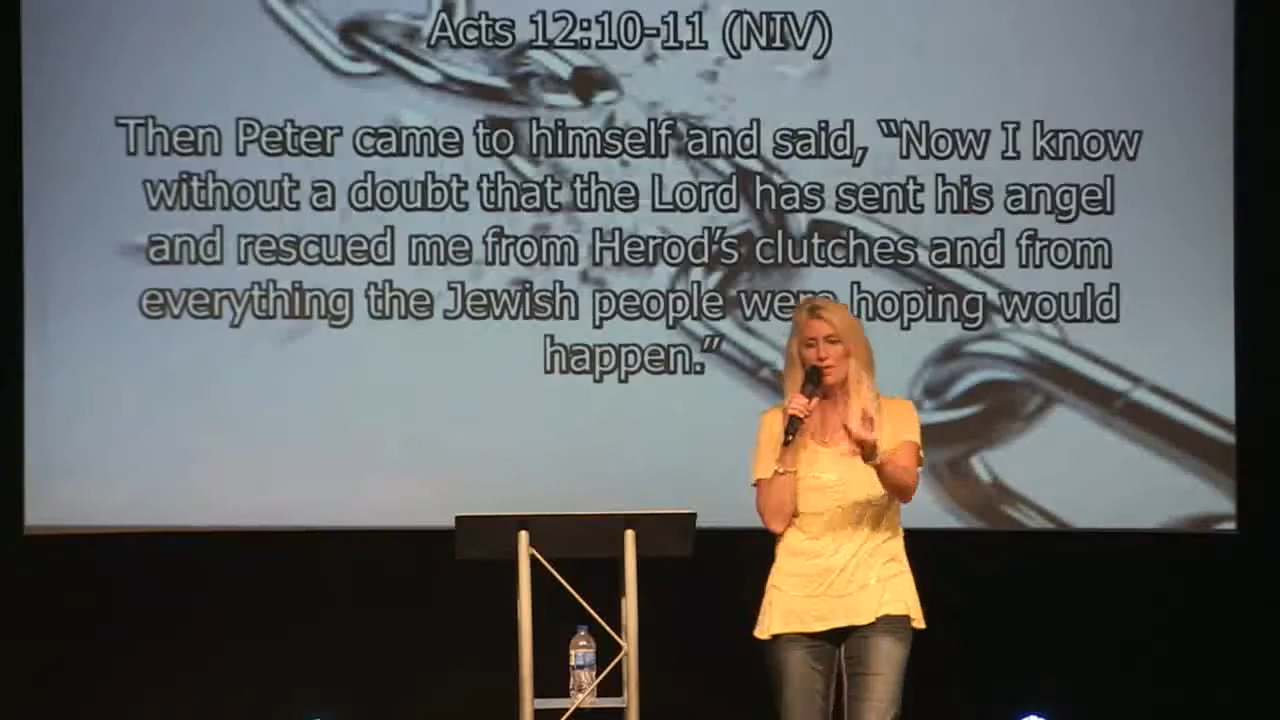 Acts 12:10-11 (NIV)
Then Peter came to himself and said, “Now I know
without a doubt that the Lord has sent his angel
and rescued me from Herod’s clutches and from
everything the Jewish people were hoping would
happen.”